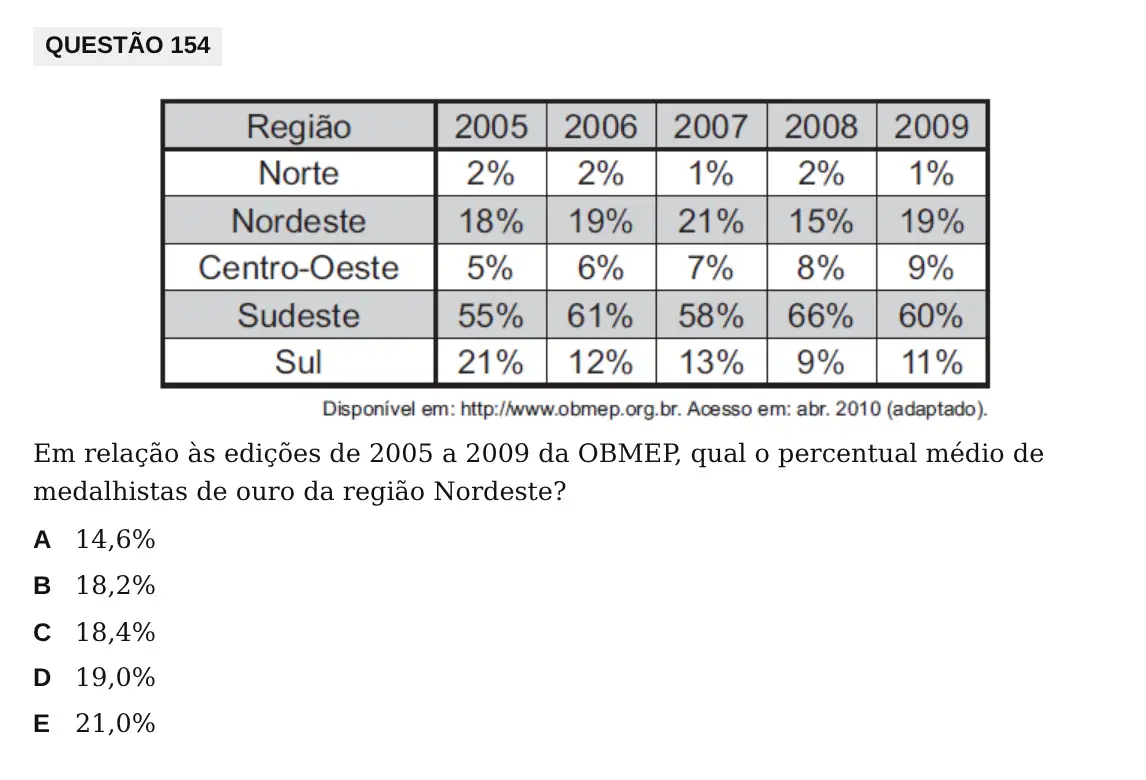 QUESTÃO 154
Região 2005 2006 2007 2008 2009
Norte 2% 2% 1% 2% 1%
Nordeste 18% 19% 21% 15% 19%
Centro-Oeste 5% 6% 7% 8% 9%
Sudeste 55% 61% 58% 66% 60%
Sul 21% 12% 13% 9% 11%
Disponível em: http://www.obmep.org.br. Acesso em: abr. 2010 (adaptado).
Em relação às edições de 2005 a 2009 da OBMEP, qual o percentual médio de
medalhistas de ouro da região Nordeste?
A 14,6%
B 18,2%
C 18,4%
D 19,0%
E 21,0%